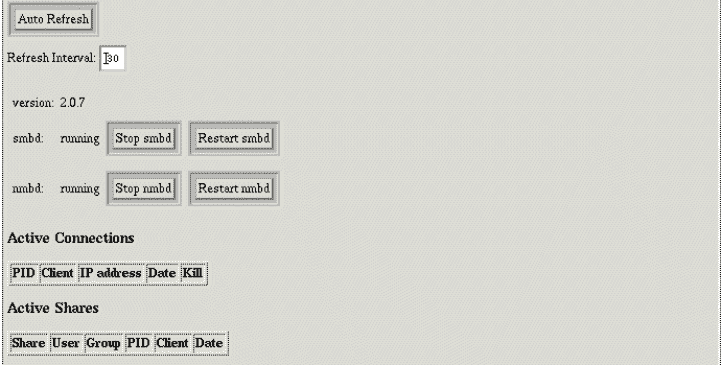 Auto Refresh
Refresh Interval: 30
version: 2.0.7
smbd: running Stop smbd Restart smbd
nmbd: running Stop nmbd Restart nmbd
Active Connections
PID Client IP address Date Kill
Active Shares
Share User Group PID Client Date